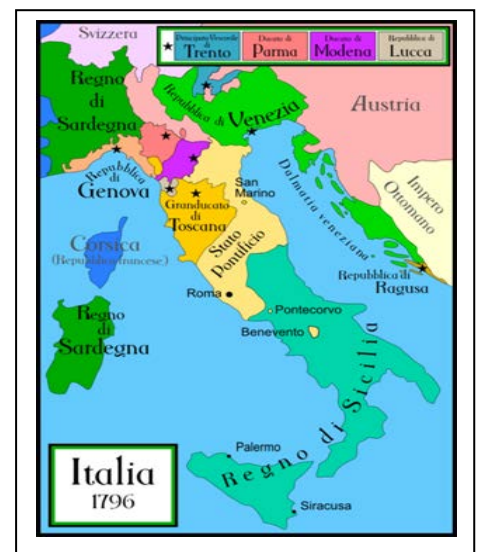 Svizzera
Principato Vescovile
di
Trento
Ducato di
Parma
Ducato di
Modena
Repubblica di
Lucca
Regno
di
Sardegna
Repubblica di Venezia
Austria
Repubblica
di
Genova
San
Marino
Granducato
di
Toscana
Dalmatia veneziana
Impero
Ottomano
Stato
Pontificio
Corsica
(Repubblica francese)
Repubblica di
Ragusa
Roma
Pontecorvo
Benevento
Regno
di
Sardegna
Regno di Sicilia
Palermo
Siracusa
Italia
1796